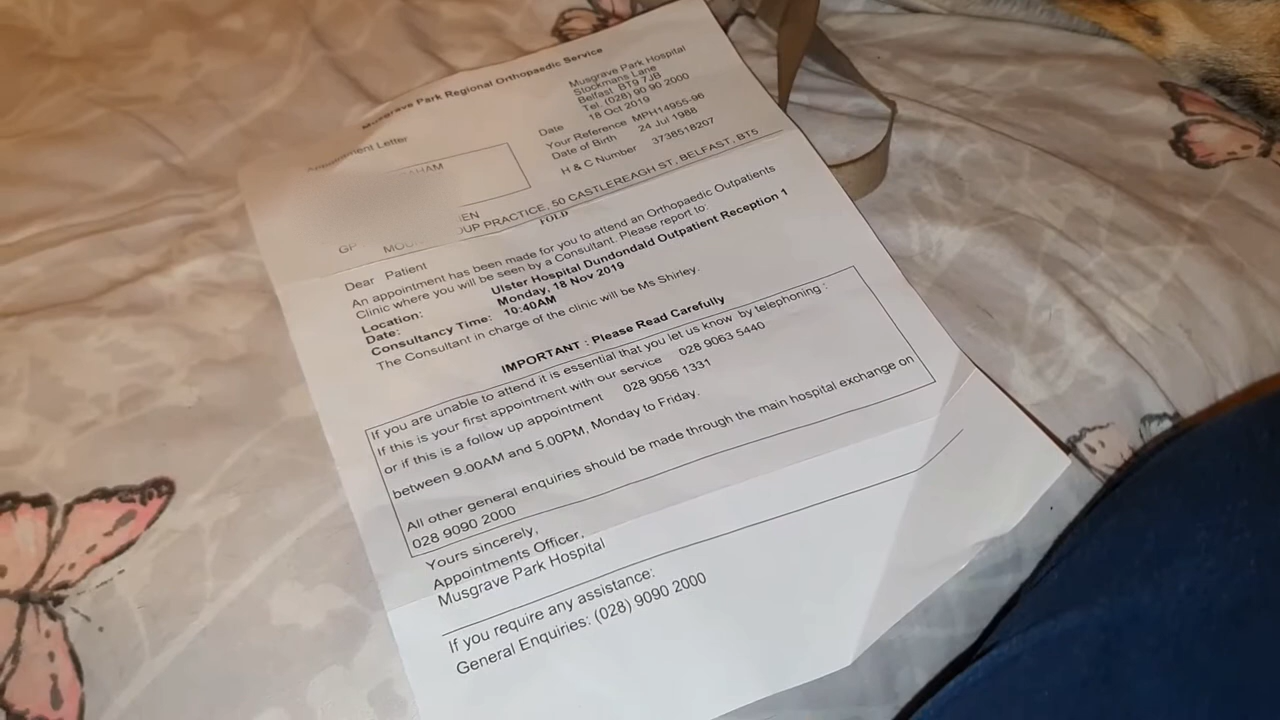 Musgrave Park Regional Orthopaedic Service
Musgrave Park Hospital
Stockmans Lane
Belfast BT9 7JB
Tel (028) 90 90 2000
Date 18 Oct 2019
Your Reference MPH14955-96
Date of Birth 24 Jul 1988
H & C Number 3738518207
Appointment Letter
GP PRACTICE, 50 CASTLEREAGH ST, BELFAST, BT5
FOLD
Dear Patient
An appointment has been made for you to attend an Orthopaedic Outpatients
Clinic where you will be seen by a Consultant. Please report to:
Location: Ulster Hospital Dundondald Outpatient Reception 1
Date: Monday, 18 Nov 2019
Consultancy Time: 10:40AM
The Consultant in charge of the clinic will be Ms Shirley.
IMPORTANT : Please Read Carefully
If you are unable to attend it is essential that you let us know by telephoning :
If this is your first appointment with our service 028 9063 5440
or if this is a follow up appointment 028 9056 1331
between 9.00AM and 5.00PM, Monday to Friday.
All other general enquiries should be made through the main hospital exchange on
028 9090 2000
Yours sincerely,
Appointments Officer,
Musgrave Park Hospital
If you require any assistance:
General Enquiries: (028) 9090 2000